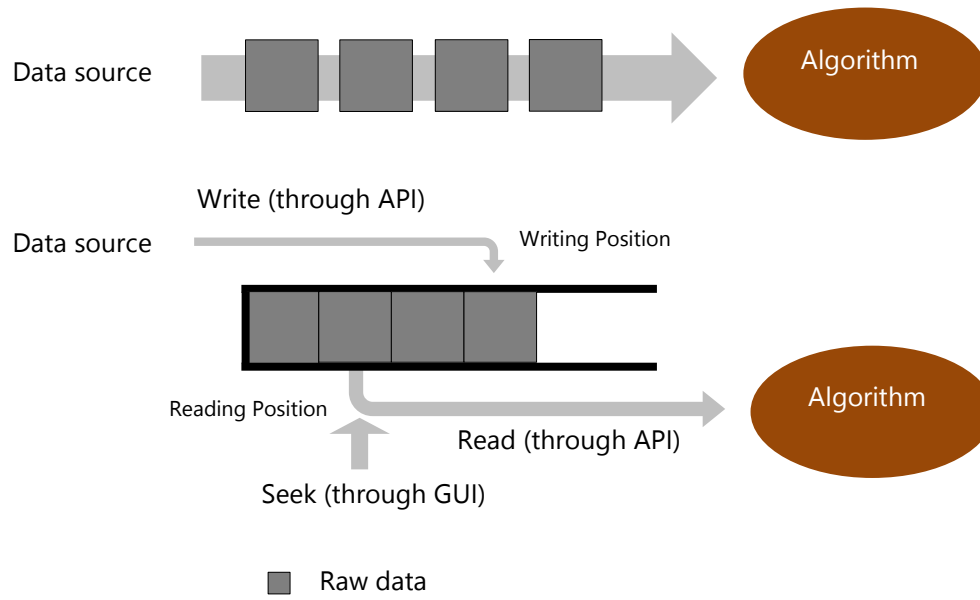 Data source
Algorithm
Write (through API)
Data source
Writing Position
Reading Position
Algorithm
Read (through API)
Seek (through GUI)
Raw data